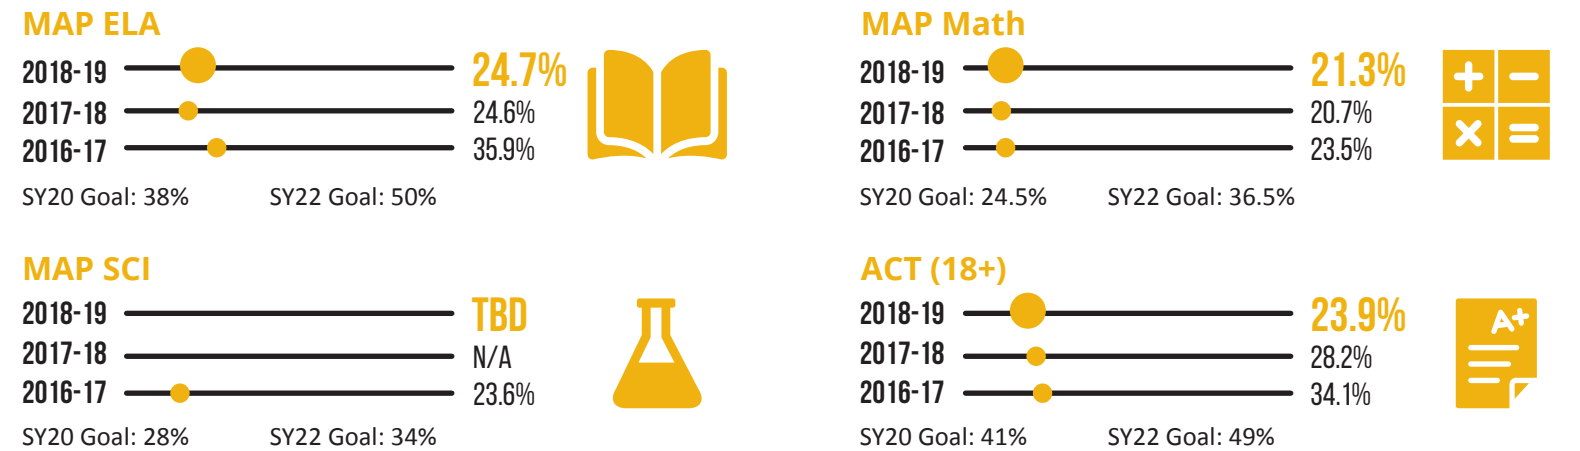 MAP ELA
2018-19 24.7%
2017-18 24.6%
2016-17 35.9%
SY20 Goal: 38% SY22 Goal: 50%
MAP Math
2018-19 21.3%
2017-18 20.7%
2016-17 23.5%
SY20 Goal: 24.5% SY22 Goal: 36.5%
MAP SCI
2018-19 TBD
2017-18 N/A
2016-17 23.6%
SY20 Goal: 28% SY22 Goal: 34%
ACT (18+)
2018-19 23.9%
2017-18 28.2%
2016-17 34.1%
SY20 Goal: 41% SY22 Goal: 49%
A+